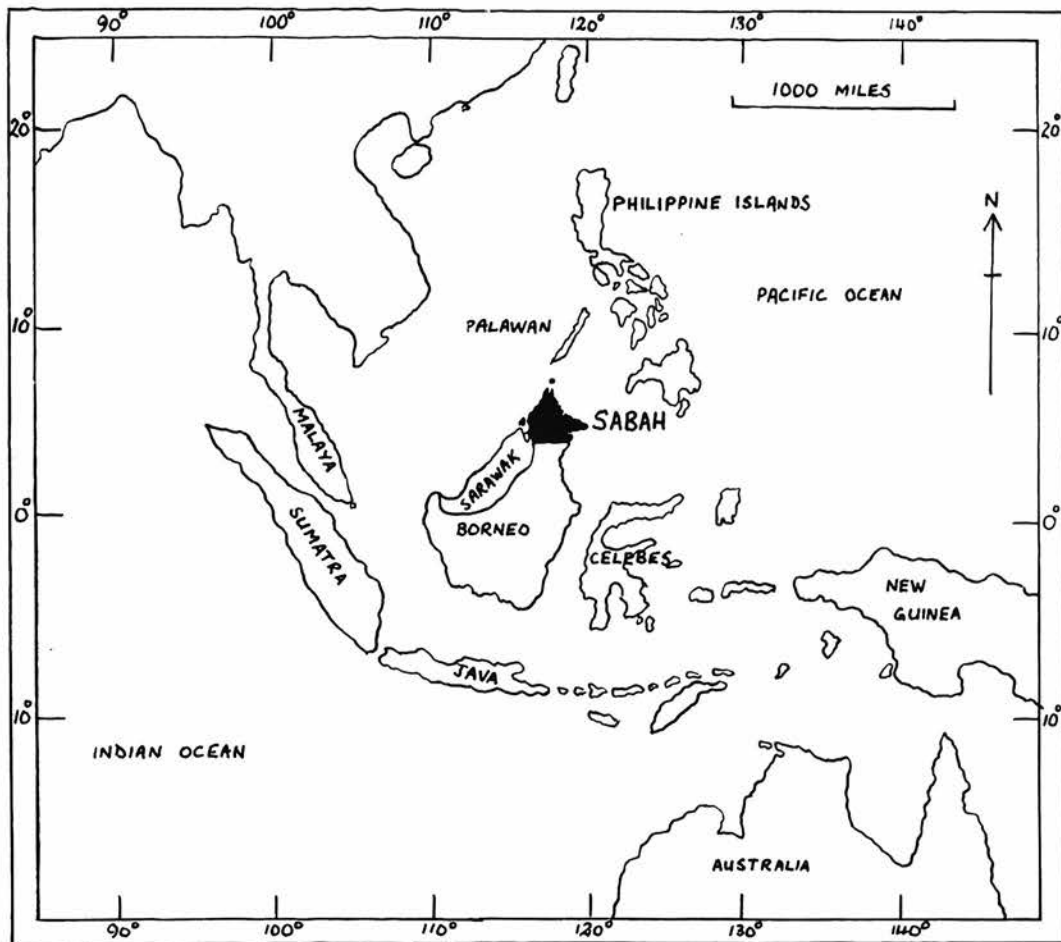 90° 100° 110° 120° 130° 140°
1000 MILES
20° 20°
N
PHILIPPINE ISLANDS
PACIFIC OCEAN
10° PALAWAN 10°
SABAH
MALAYA
SARAWAK
0° 0°
SUMATRA
BORNEO
CELEBES
NEW
GUINEA
JAVA
10° 10°
INDIAN OCEAN
AUSTRALIA
90° 100° 110° 120° 130° 140°